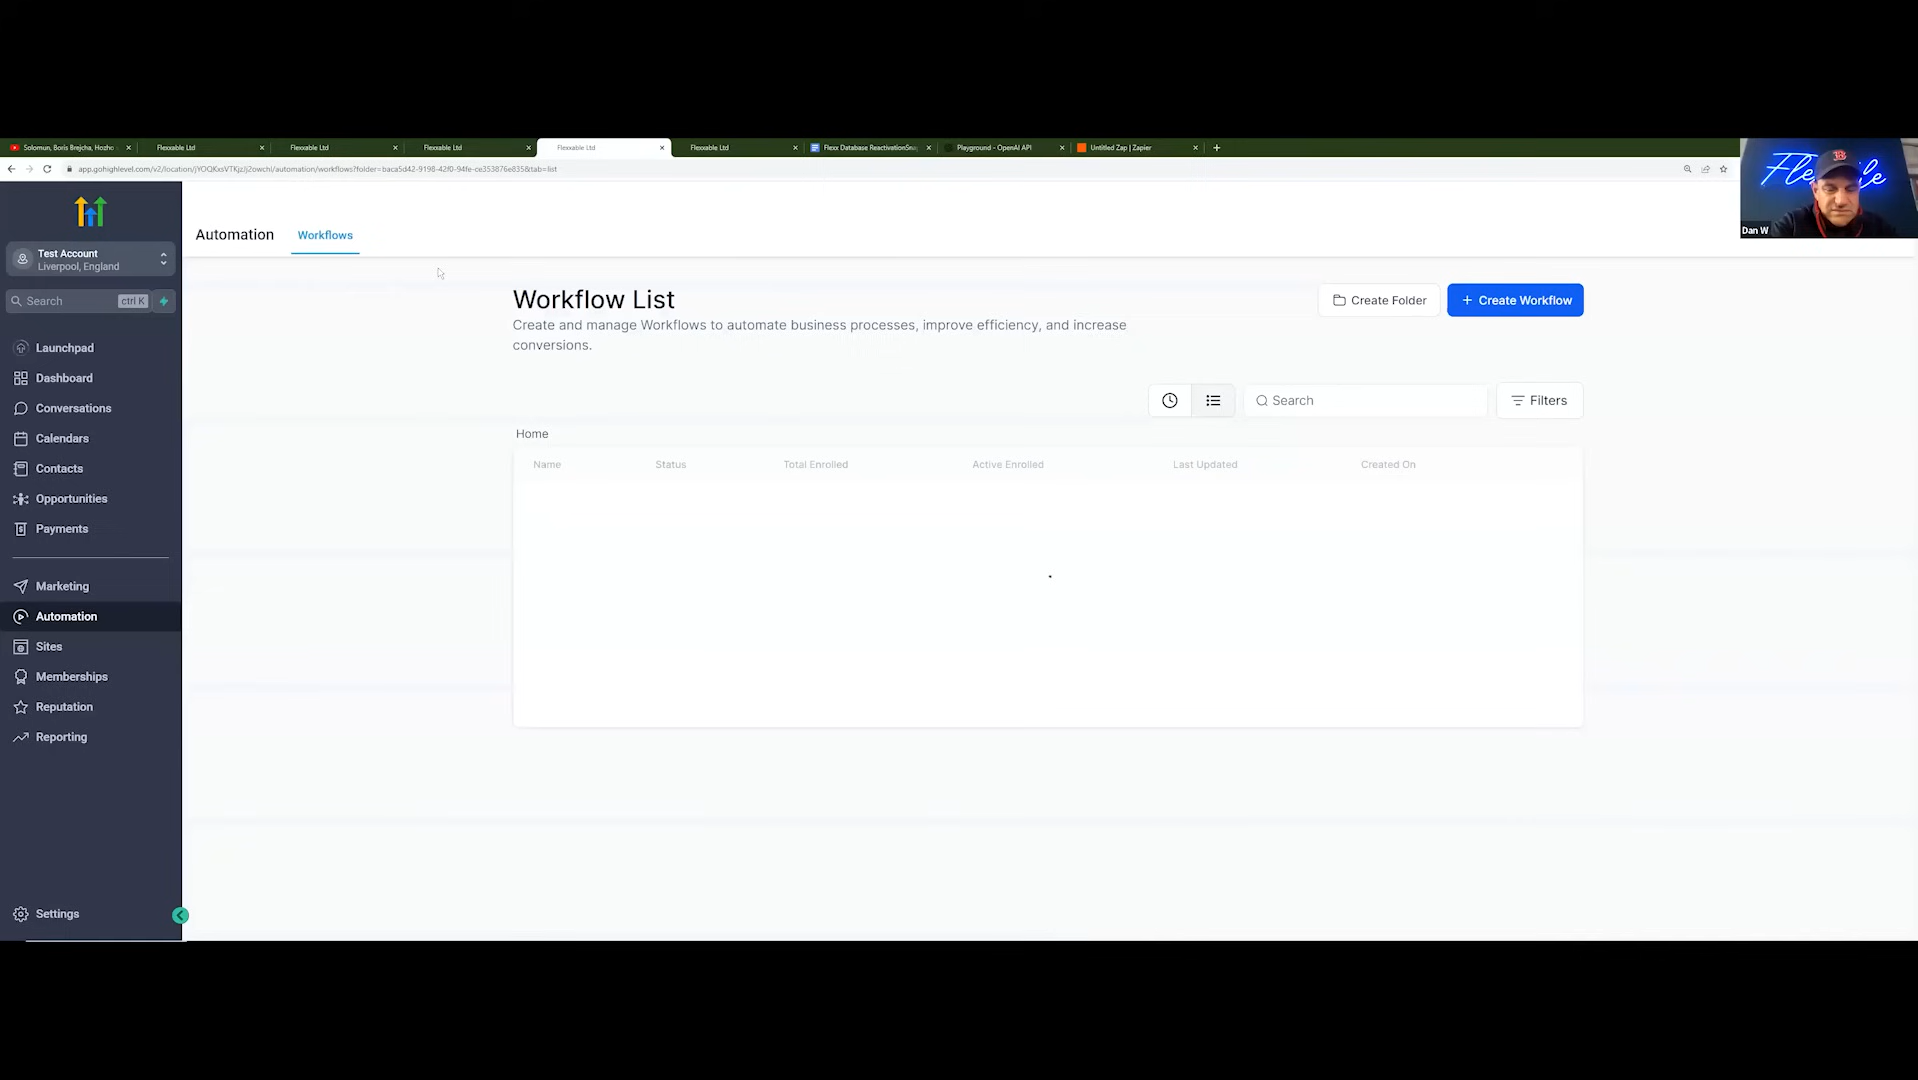 Solomun, Boris Brejcha, Hozho
Flexxable Ltd
Flexxable Ltd
Flexxable Ltd
Flexxable Ltd
Flexxable Ltd
Flexx Database ReactivationSna
Playground - OpenAI API
Untitled Zap | Zapier
app.gohighlevel.com/v2/location/jYOQKxsVTKjzJj2owchI/automation/workflows?folder=baca5d42-9198-42f0-94fe-ce353876e835&tab=list
Dan W
Test Account
Liverpool, England
Search
ctrl K
Launchpad
Dashboard
Conversations
Calendars
Contacts
Opportunities
Payments
Marketing
Automation
Sites
Memberships
Reputation
Reporting
Settings
Automation
Workflows
Workflow List
Create and manage Workflows to automate business processes, improve efficiency, and increase
conversions.
Create Folder
+ Create Workflow
Search
Filters
Home
Name Status Total Enrolled Active Enrolled Last Updated Created On